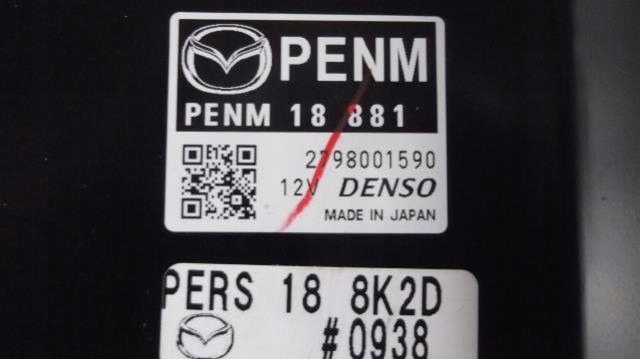 PENM
PENM 18 881
2798001590
12V DENSO
MADE IN JAPAN
PERS 18 8K2D
#0938